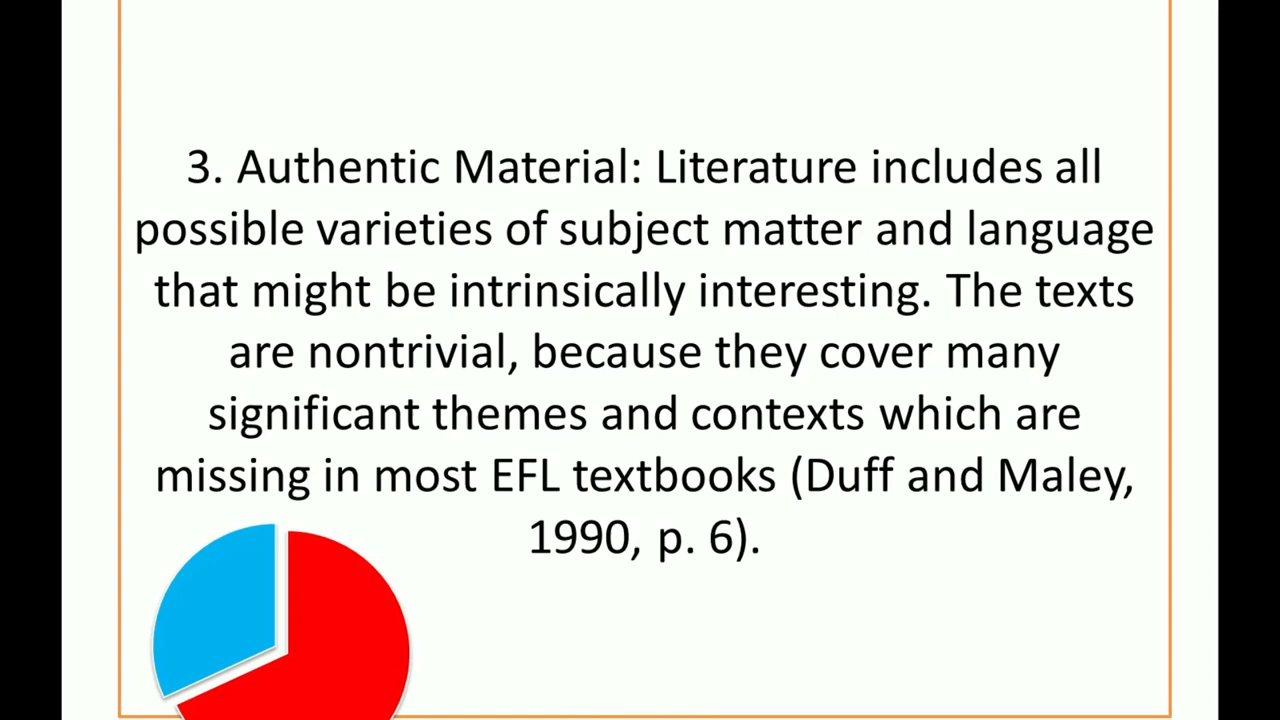 3. Authentic Material: Literature includes all
possible varieties of subject matter and language
that might be intrinsically interesting. The texts
are nontrivial, because they cover many
significant themes and contexts which are
missing in most EFL textbooks (Duff and Maley,
1990, p. 6).